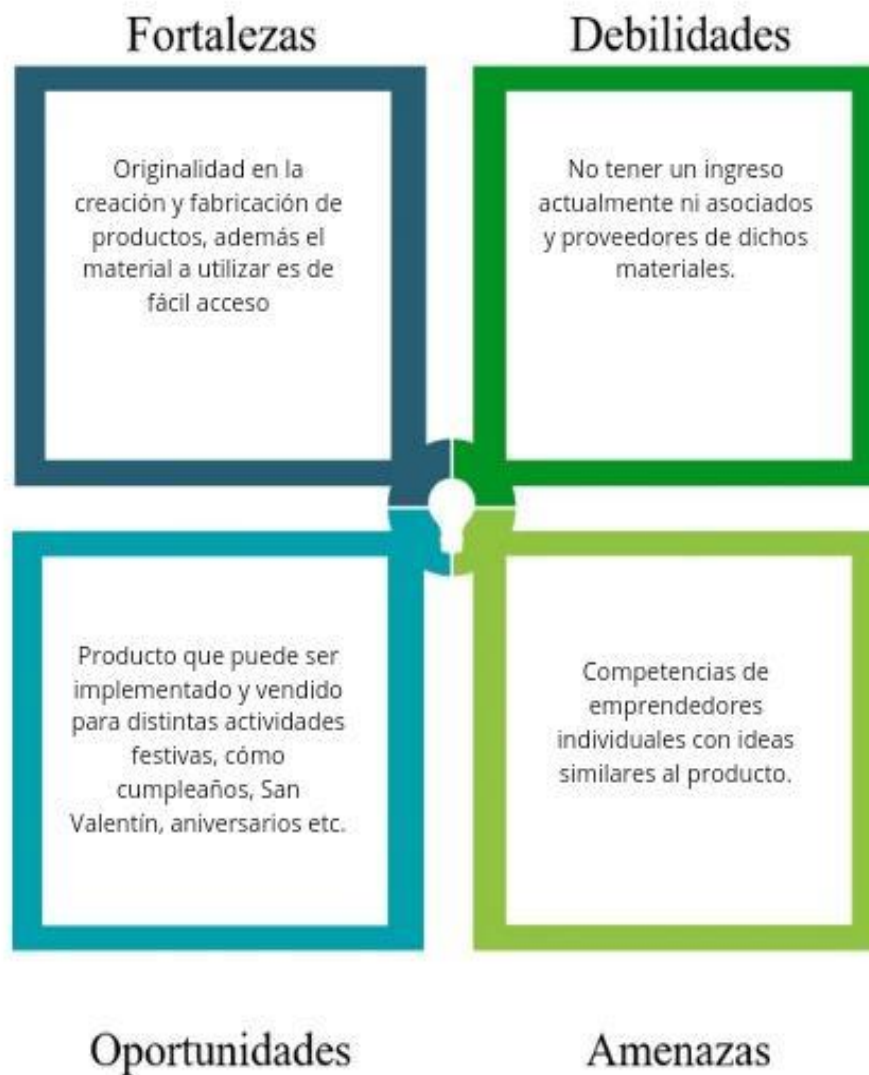 Fortalezas
Originalidad en la
creación y fabricación de
productos, además el
material a utilizar es de
fácil acceso
Debilidades
No tener un ingreso
actualmente ni asociados
y proveedores de dichos
materiales.
Producto que puede ser
implementado y vendido
para distintas actividades
festivas, cómo
cumpleaños, San
Valentín, aniversarios etc.
Oportunidades
Competencias de
emprendedores
individuales con ideas
similares al producto.
Amenazas